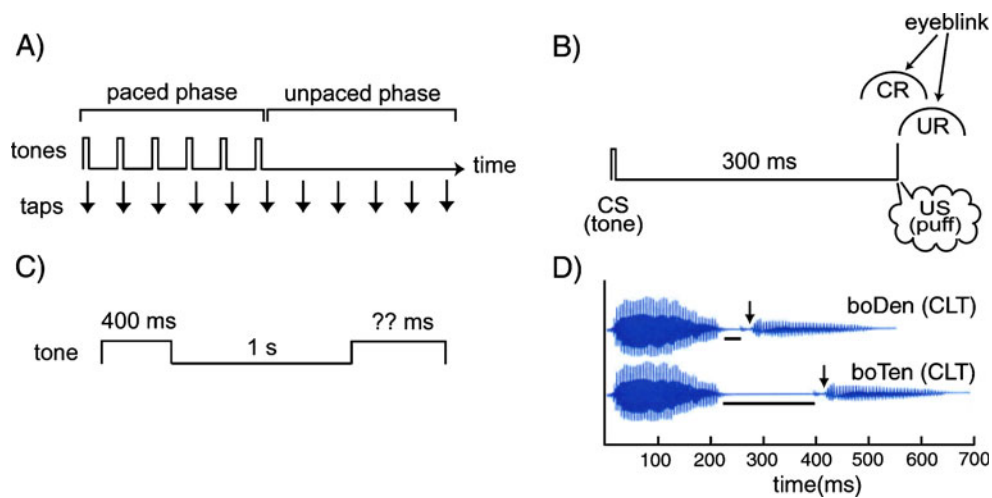 A)
paced phase unpaced phase
tones
time
taps
B)
eyeblink
CR
UR
300 ms
CS
(tone)
US
(puff)
C)
400 ms
?? ms
1 s
tone
D)
boDen (CLT)
boTen (CLT)
100 200 300 400 500 600 700
time(ms)